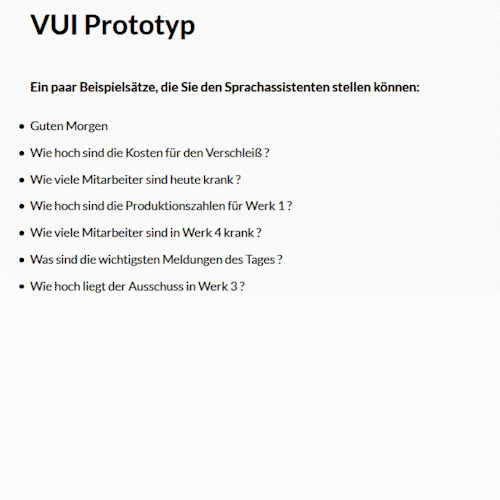 VUI Prototyp
Ein paar Beispielsätze, die Sie den Sprachassistenten stellen können:
Guten Morgen
Wie hoch sind die Kosten für den Verschleiß ?
Wie viele Mitarbeiter sind heute krank ?
Wie hoch sind die Produktionszahlen für Werk 1 ?
Wie viele Mitarbeiter sind in Werk 4 krank ?
Was sind die wichtigsten Meldungen des Tages ?
Wie hoch liegt der Ausschuss in Werk 3 ?